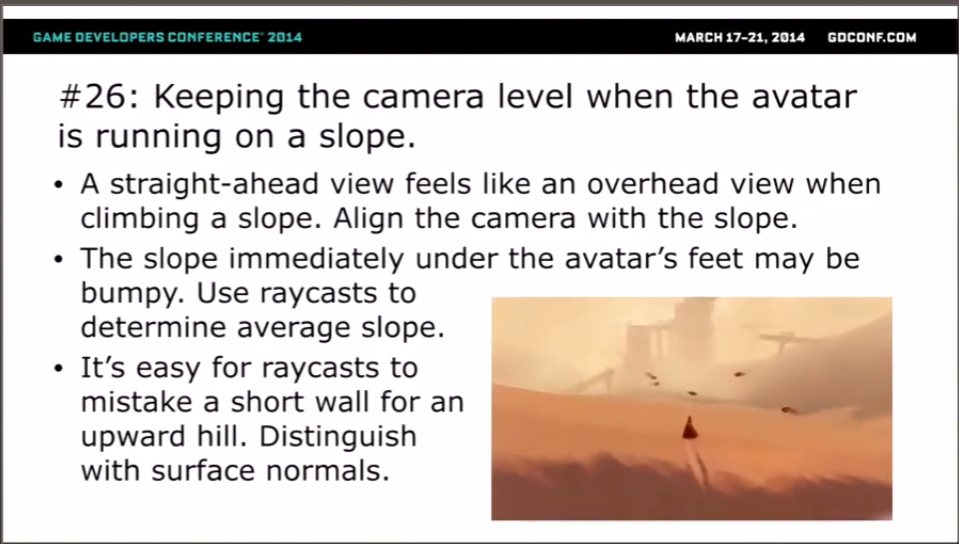 GAME DEVELOPERS CONFERENCE® 2014
MARCH 17–21, 2014 GDCONF.COM
#26: Keeping the camera level when the avatar
is running on a slope.
• A straight-ahead view feels like an overhead view when
climbing a slope. Align the camera with the slope.
• The slope immediately under the avatar's feet may be
bumpy. Use raycasts to
determine average slope.
• It's easy for raycasts to
mistake a short wall for an
upward hill. Distinguish
with surface normals.